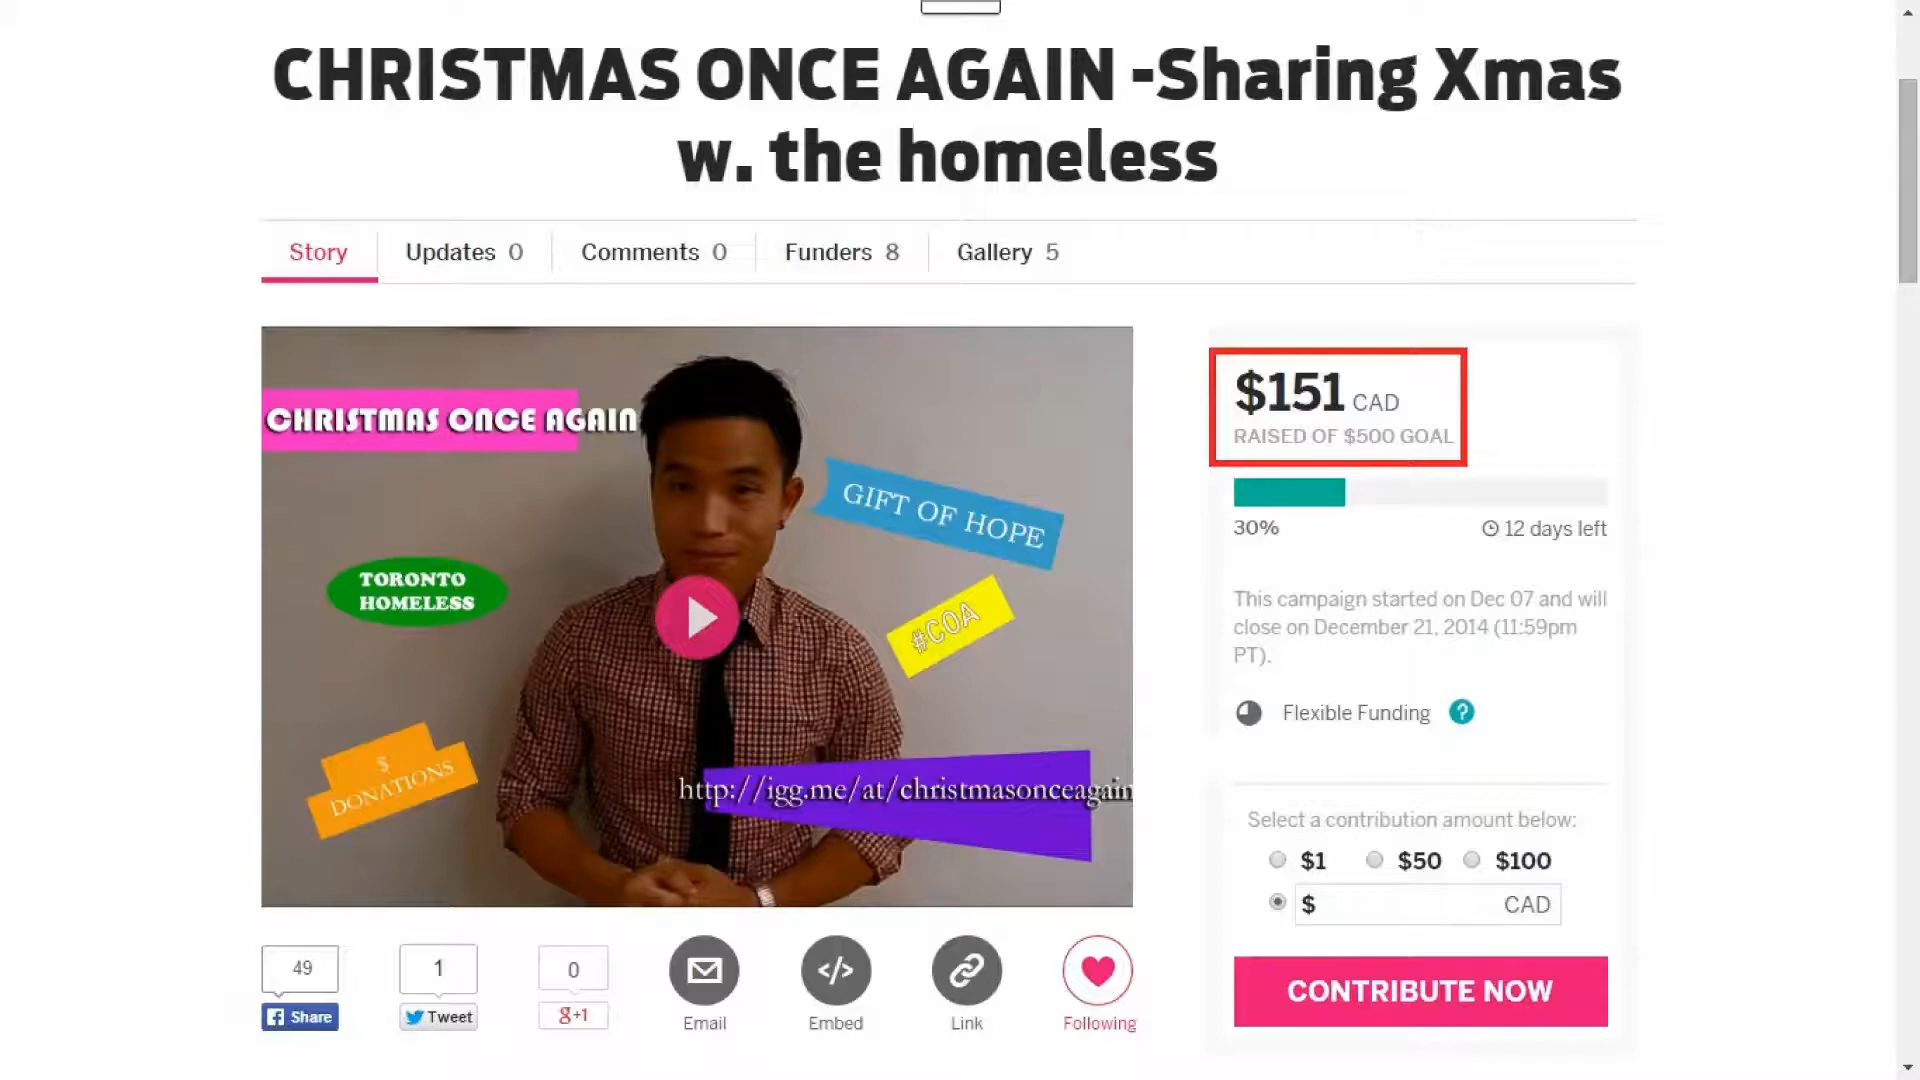 CHRISTMAS ONCE AGAIN -Sharing Xmas
w. the homeless
Story
Updates 0
Comments 0
Funders 8
Gallery 5
CHRISTMAS ONCE AGAIN
GIFT OF HOPE
TORONTO
HOMELESS
#COA
$
DONATIONS
http://igg.me/at/christmasonceagain
$151 CAD
RAISED OF $500 GOAL
30%
12 days left
This campaign started on Dec 07 and will
close on December 21, 2014 (11:59pm
PT).
Flexible Funding ?
Select a contribution amount below:
$1 $50 $100
$ CAD
CONTRIBUTE NOW
49
1
0
Share
Tweet
g+1
Email
Embed
Link
Following